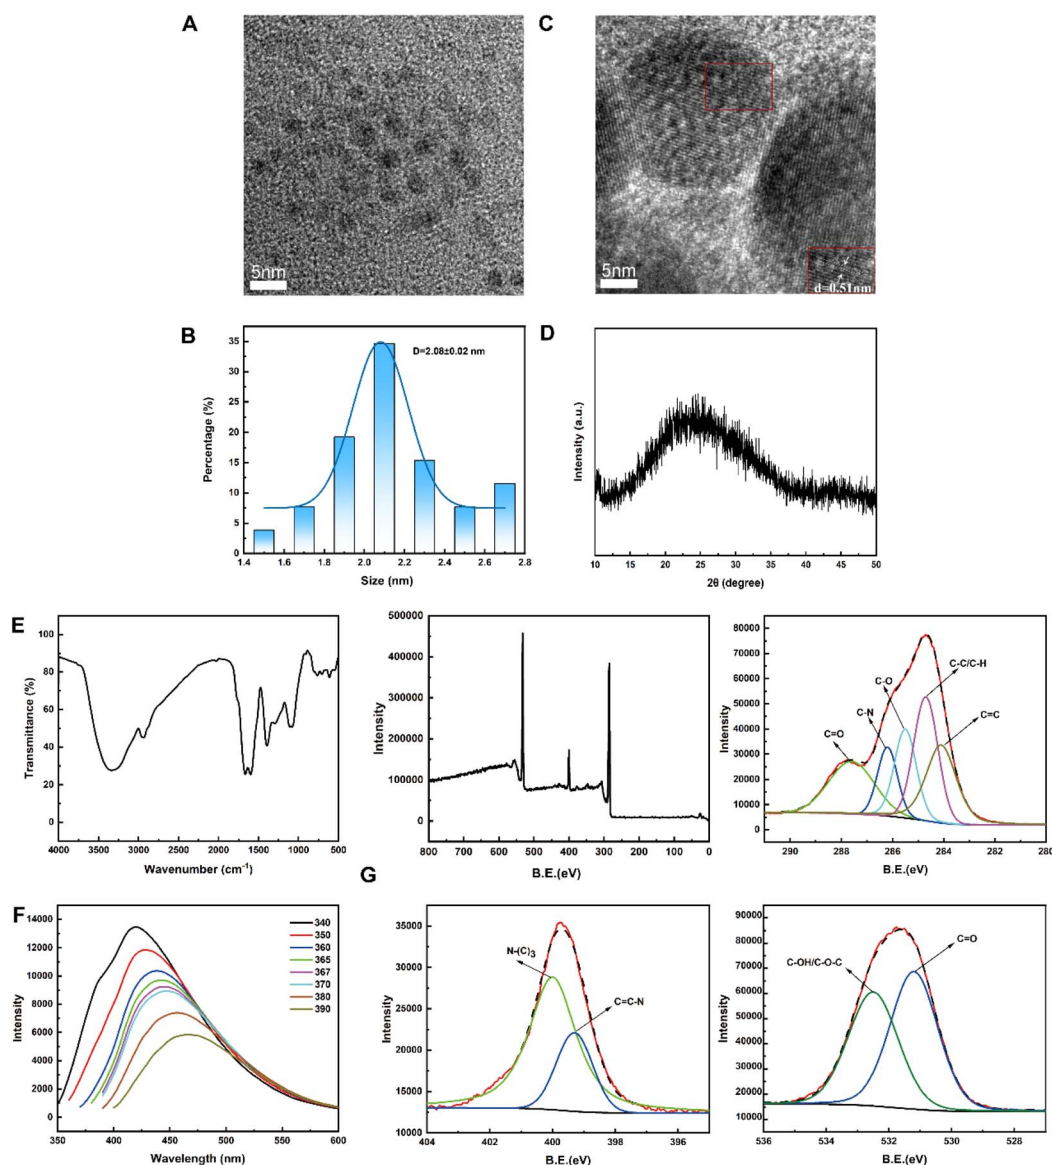 A
5nm
C
5nm
d=0.51nm
B
35
30
25
20
15
10
5
0
Percentage (%)
D=2.08±0.02 nm
1.4 1.6 1.8 2.0 2.2 2.4 2.6 2.8
Size (nm)
D
Intensity (a.u.)
10 15 20 25 30 35 40 45 50
2θ (degree)
E
100
80
60
40
20
0
Transmittance (%)
4000 3500 3000 2500 2000 1500 1000 500
Wavenumber (cm⁻¹)
500000
400000
300000
200000
100000
0
Intensity
800 700 600 500 400 300 200 100 0
B.E.(eV)
80000
70000
60000
50000
40000
30000
20000
10000
0
Intensity
C=O
C-N
C-O
C-C/C-H
C=C
290 288 286 284 282 280
B.E.(eV)
F
14000
12000
10000
8000
6000
4000
2000
0
Intensity
340
350
360
365
367
370
380
390
350 400 450 500 550 600
Wavelength (nm)
G
35000
30000
25000
20000
15000
10000
Intensity
N-(C)₃
C=C-N
404 402 400 398 396
B.E.(eV)
90000
80000
70000
60000
50000
40000
30000
20000
10000
Intensity
C-OH/C-O-C
C=O
536 534 532 530 528
B.E.(eV)